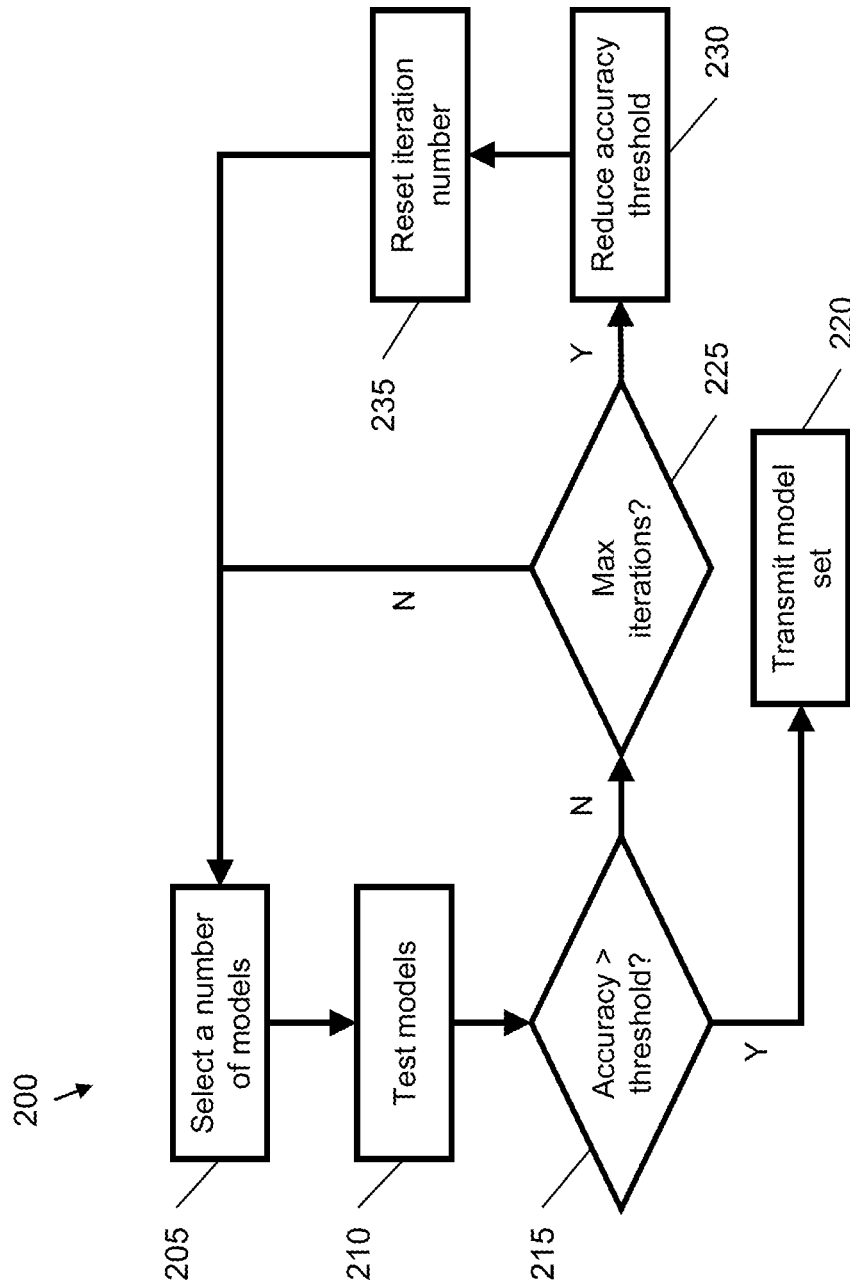 200
205
Select a number
of models
210
Test models
215
Accuracy >
threshold?
N
Y
Max
iterations?
225
N
Y
Transmit model
set
220
Reduce accuracy
threshold
230
Reset iteration
number
235